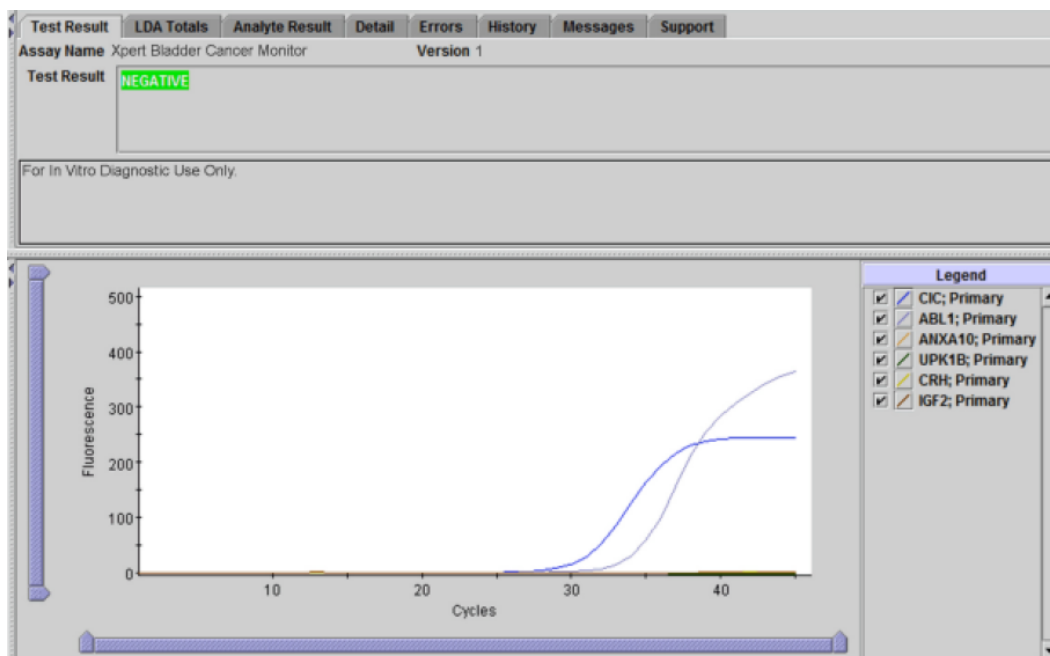 Test Result LDA Totals Analyte Result Detail Errors History Messages Support
Assay Name Xpert Bladder Cancer Monitor Version 1
Test Result NEGATIVE
For In Vitro Diagnostic Use Only.
Legend
CIC; Primary
ABL1; Primary
ANXA10; Primary
UPK1B; Primary
CRH; Primary
IGF2; Primary
500
400
300
200
100
0
Fluorescence
10 20 30 40
Cycles